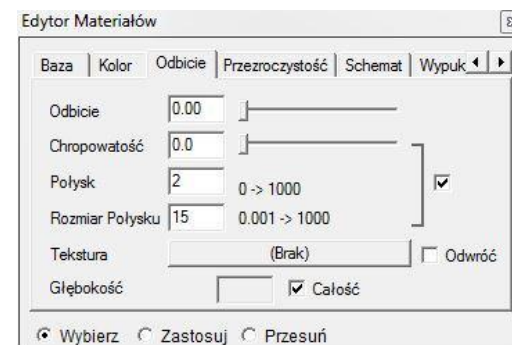 Edytor Materiałów
Baza Kolor Odbicie Przezroczystość Schemat Wypuk
Odbicie 0.00
Chropowatość 0.0
Połysk 2 0 -> 1000
Rozmiar Połysku 15 0.001 -> 1000
Tekstura (Brak) Odwróć
Głębokość Całość
Wybierz Zastosuj Przesuń